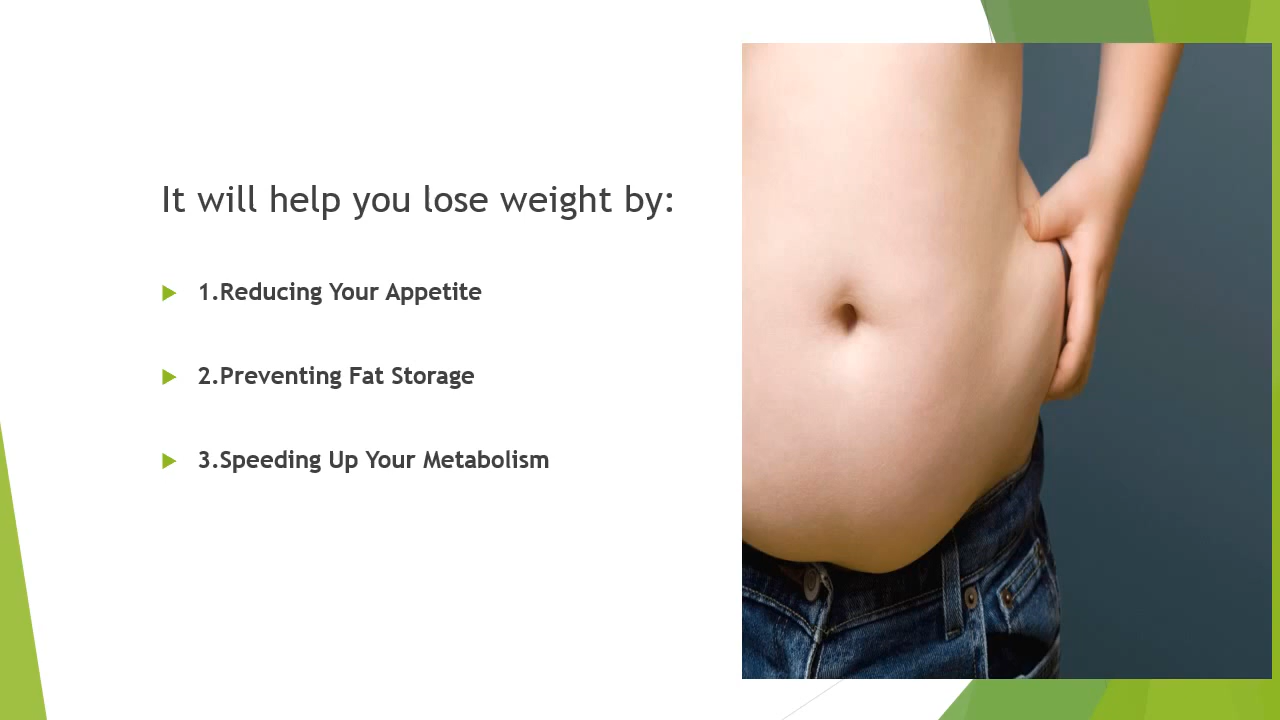 It will help you lose weight by:
1.Reducing Your Appetite
2.Preventing Fat Storage
3.Speeding Up Your Metabolism